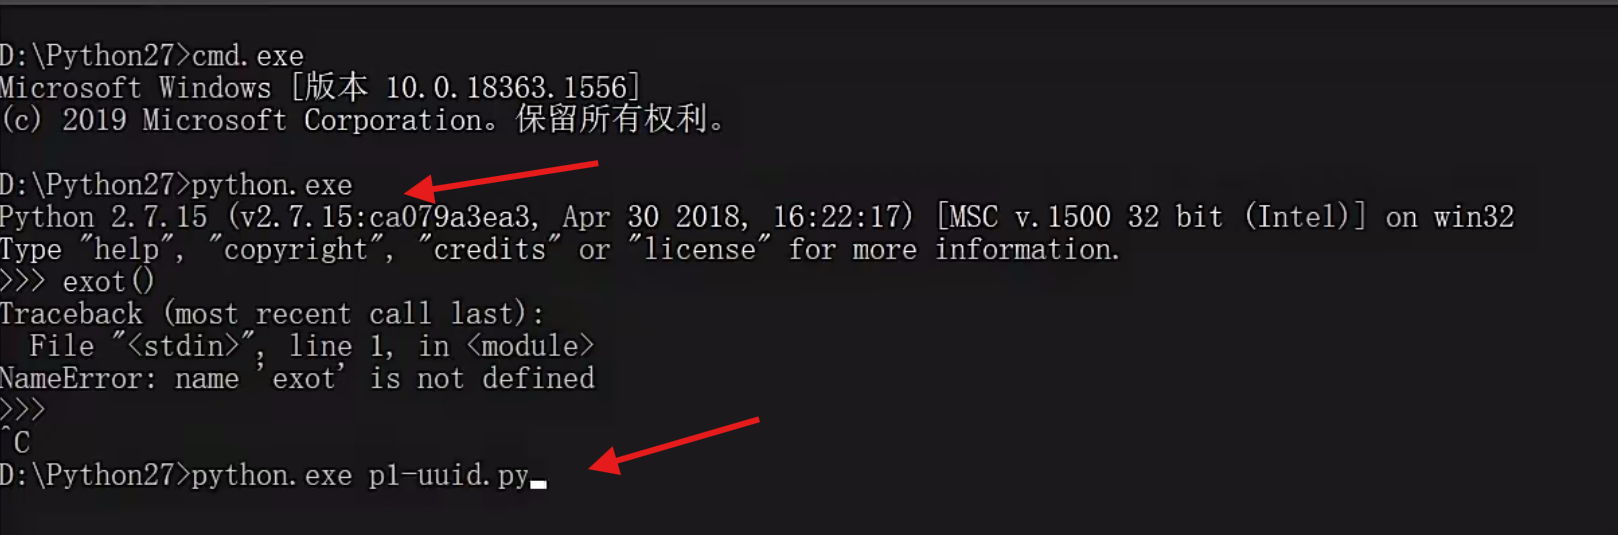 D:\Python27>cmd.exe
Microsoft Windows [版本 10.0.18363.1556]
(c) 2019 Microsoft Corporation。保留所有权利。
D:\Python27>python.exe
Python 2.7.15 (v2.7.15:ca079a3ea3, Apr 30 2018, 16:22:17) [MSC v.1500 32 bit (Intel)] on win32
Type "help", "copyright", "credits" or "license" for more information.
>>> exot()
Traceback (most recent call last):
  File "<stdin>", line 1, in <module>
NameError: name 'exot' is not defined
>>>
^C
D:\Python27>python.exe p1-uuid.py